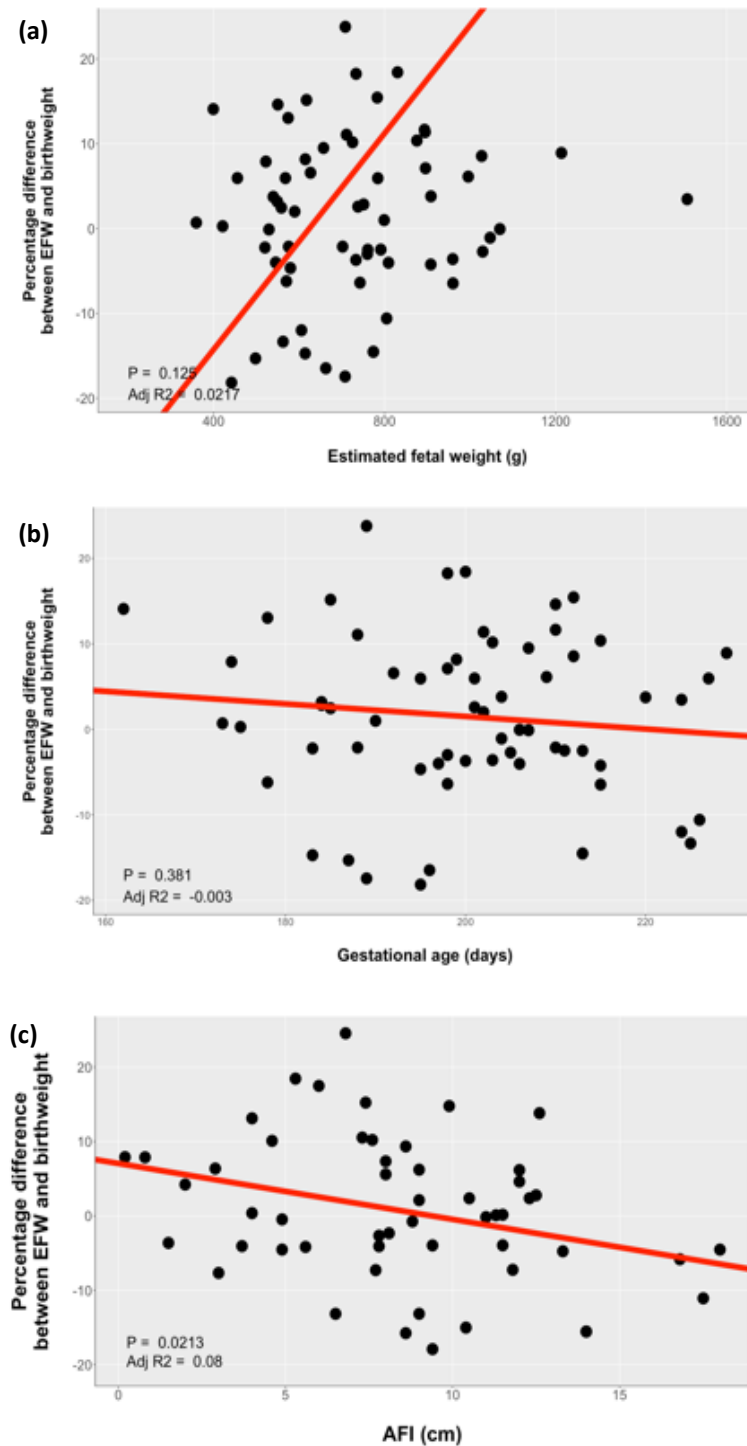 (a)
Percentage difference
between EFW and birthweight
20
10
0
-10
-20
P = 0.125
Adj R2 = 0.0217
400
800
1200
1600
Estimated fetal weight (g)
(b)
Percentage difference
between EFW and birthweight
20
10
0
-10
-20
P = 0.381
Adj R2 = -0.003
160
180
200
220
Gestational age (days)
(c)
Percentage difference
between EFW and birthweight
20
10
0
-10
-20
P = 0.0213
Adj R2 = 0.08
0
5
10
15
AFI (cm)